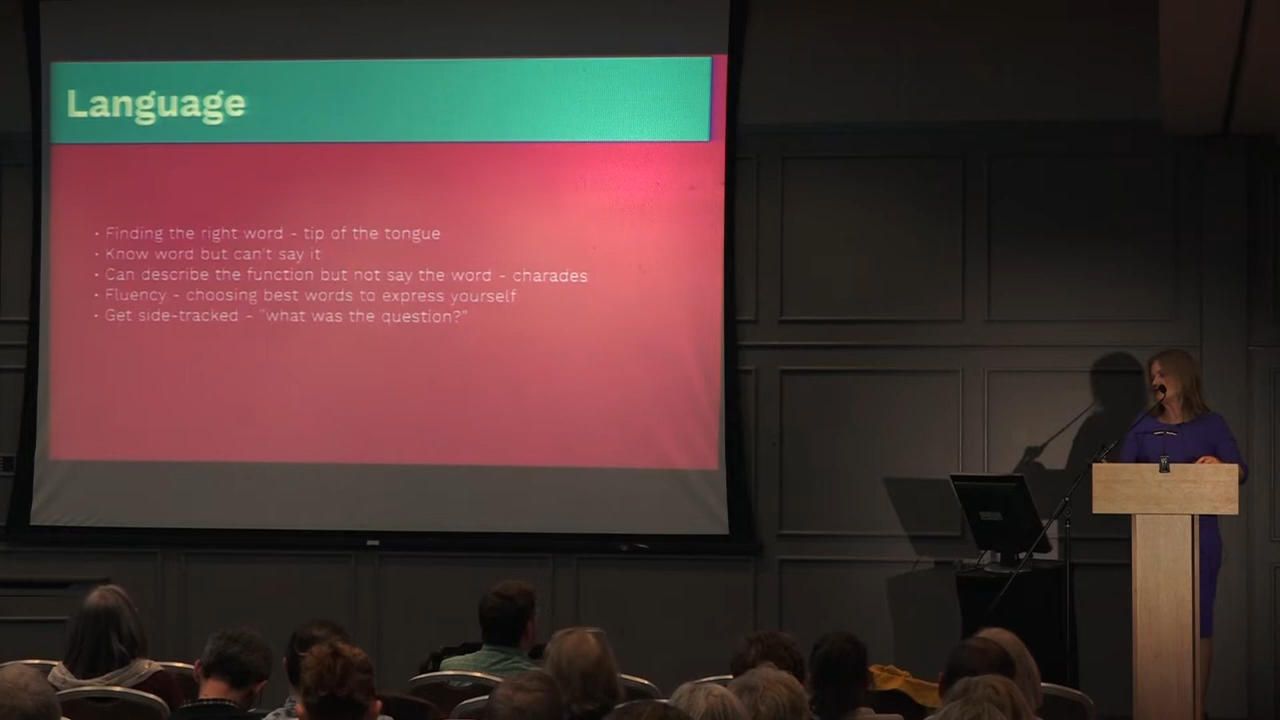 Language
• Finding the right word - tip of the tongue
• Know word but can't say it
• Can describe the function but not say the word - charades
• Fluency - choosing best words to express yourself
• Get side-tracked - "what was the question?"